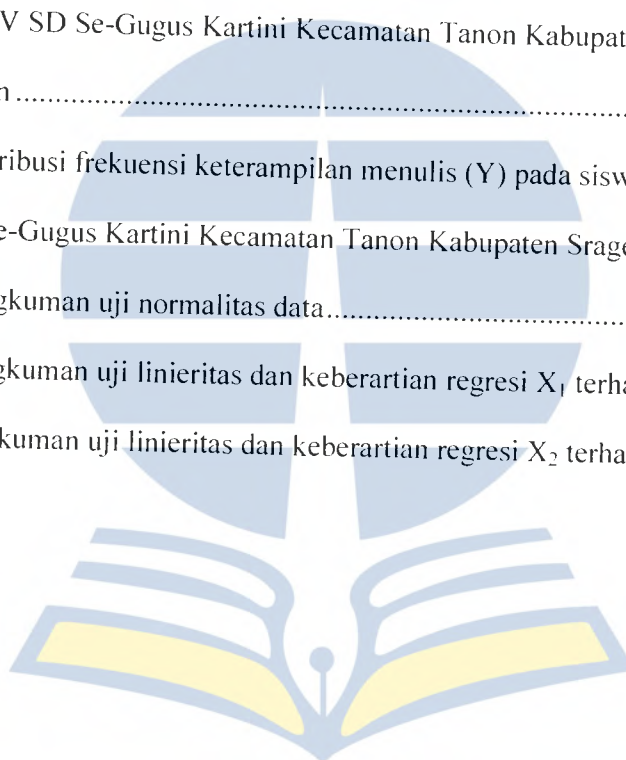 V SD Se-Gugus Kartini Kecamatan Tanon Kabupat
n..............................................................................
ribusi frekuensi keterampilan menulis (Y) pada sisw
e-Gugus Kartini Kecamatan Tanon Kabupaten Srage
gkuman uji normalitas data..........................................
gkuman uji linieritas dan keberartian regresi X₁ terha
kuman uji linieritas dan keberartian regresi X₂ terha